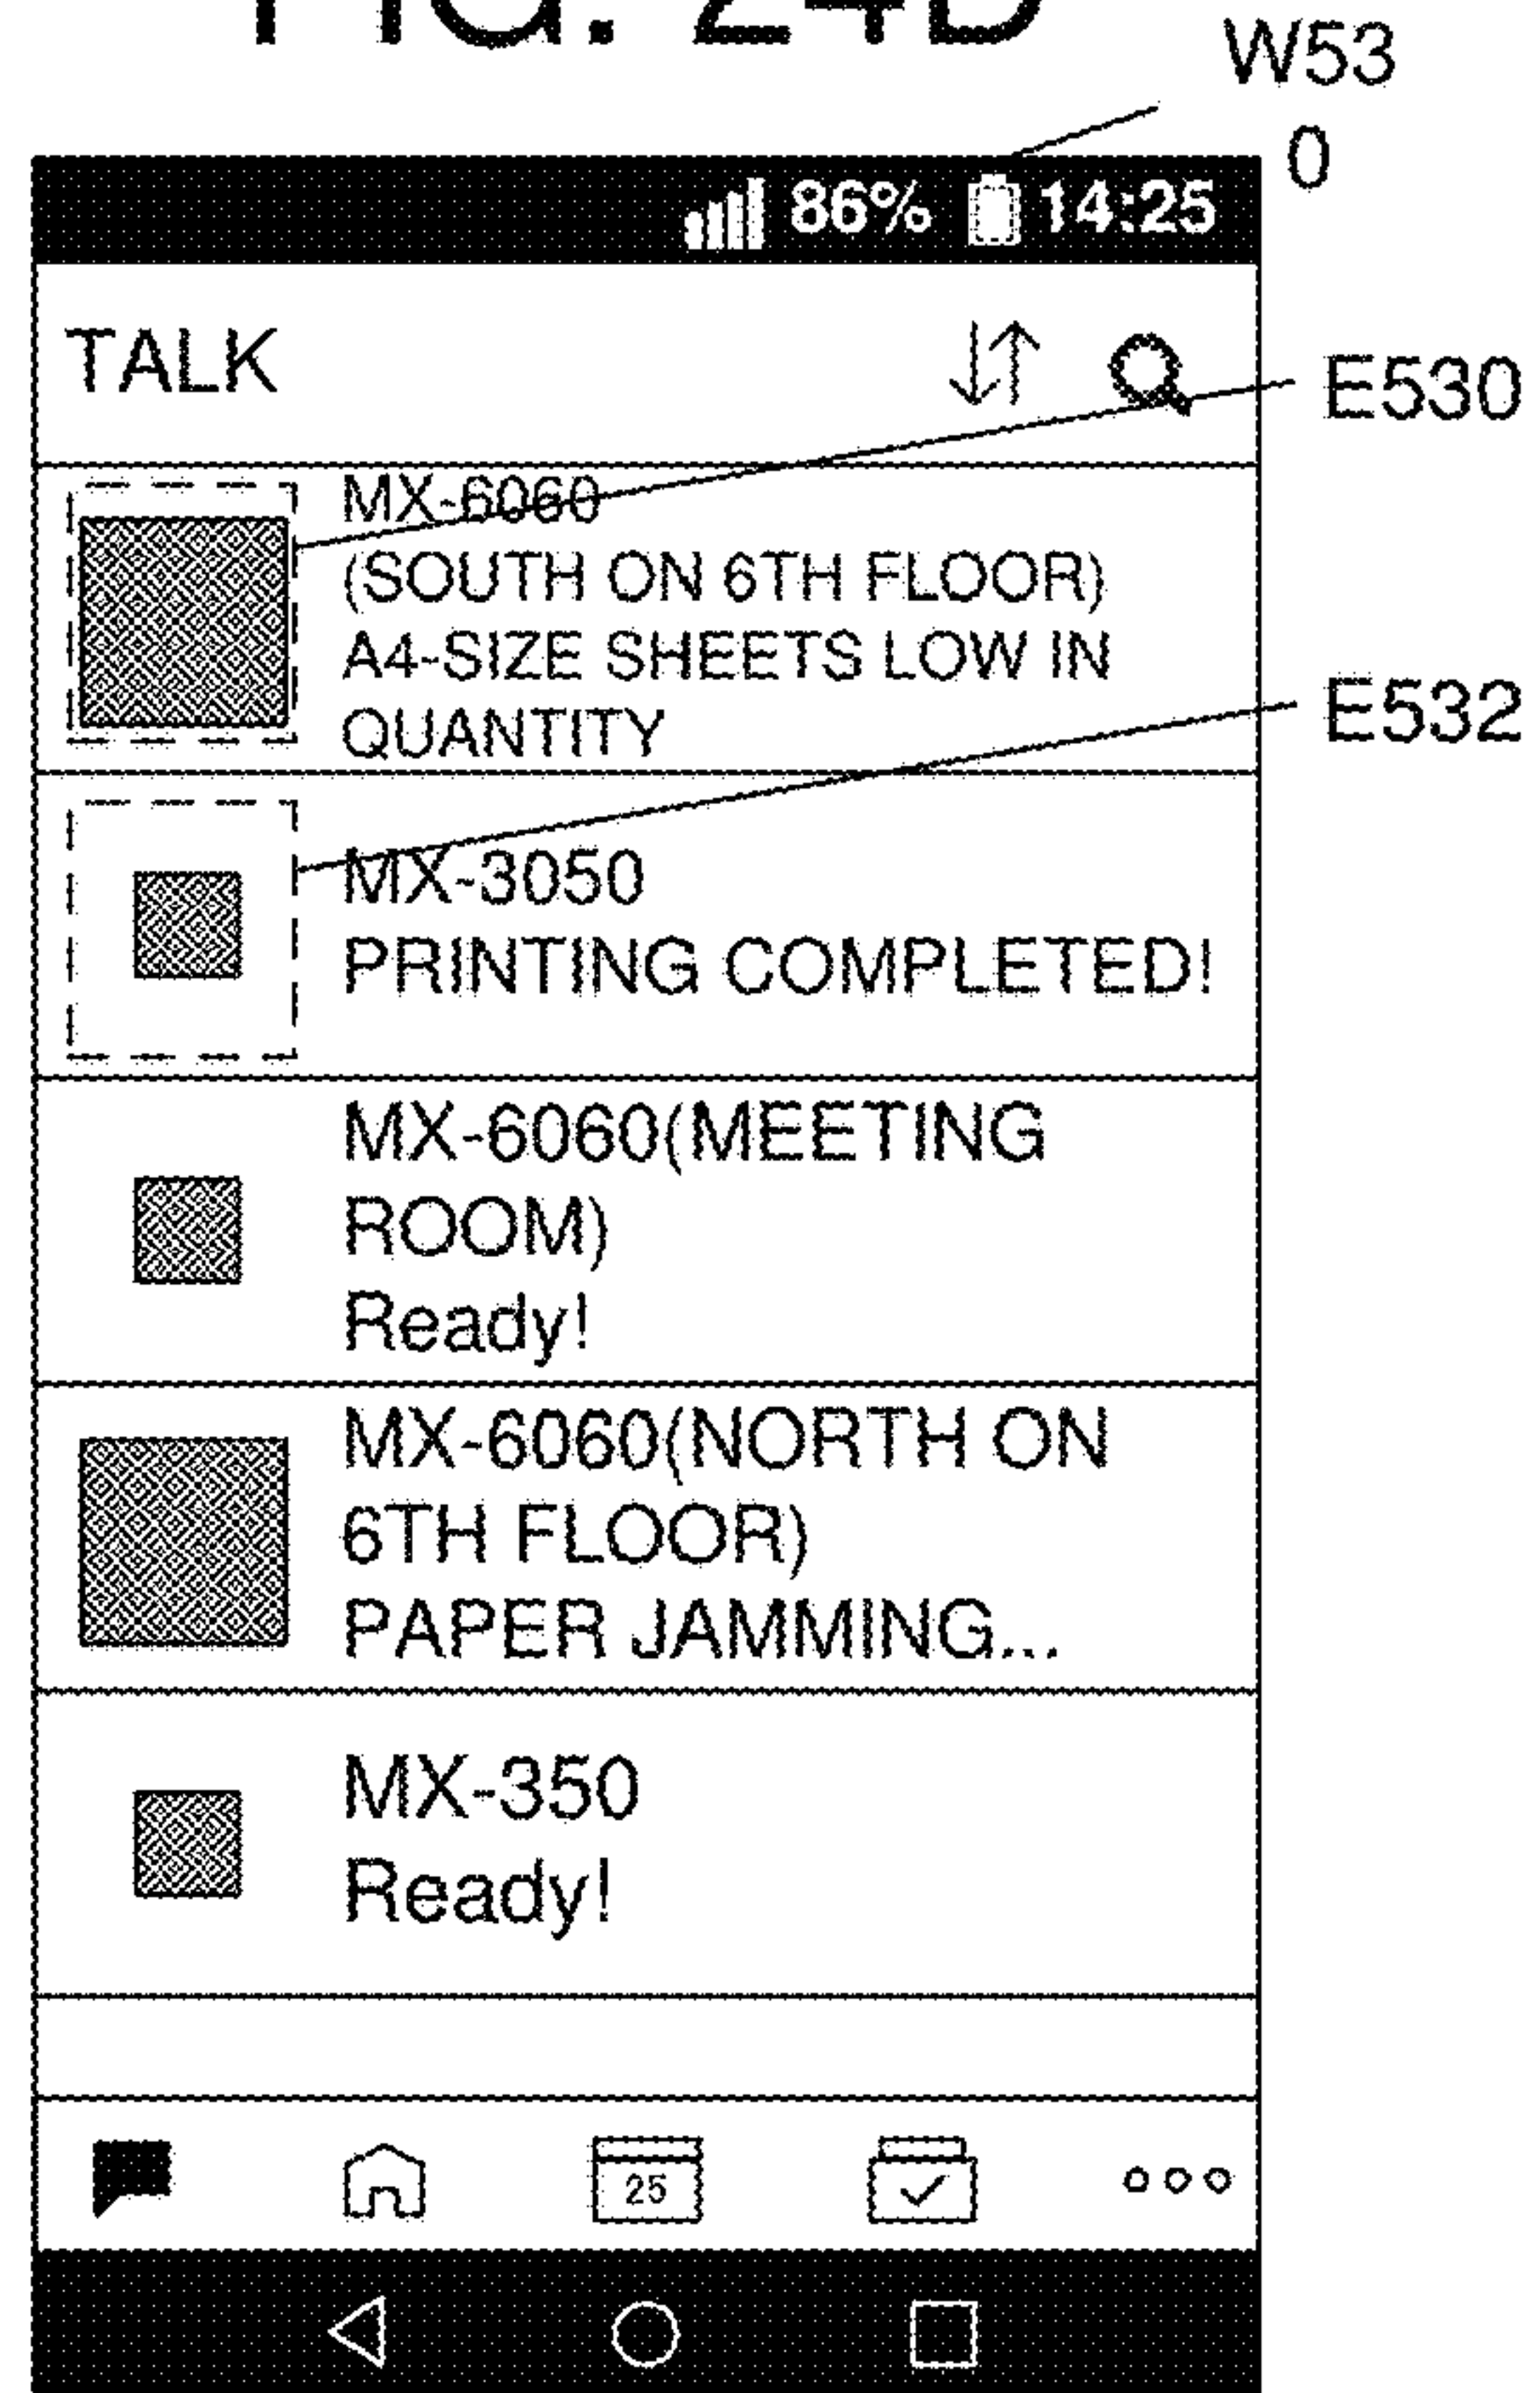 FIG. 24B
W53
0
86% 14:25
TALK
E530
MX-6060
(SOUTH ON 6TH FLOOR)
A4-SIZE SHEETS LOW IN
QUANTITY
E532
MX-3050
PRINTING COMPLETED!
MX-6060(MEETING
ROOM)
Ready!
MX-6060(NORTH ON
6TH FLOOR)
PAPER JAMMING...
MX-350
Ready!
25